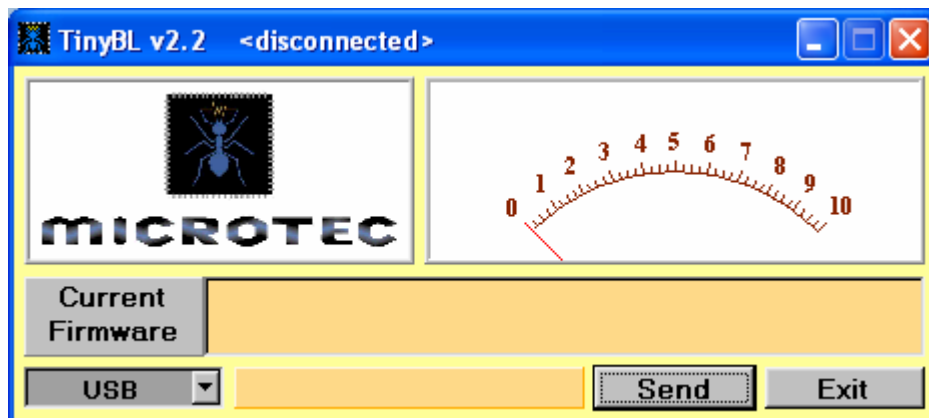 TinyBL v2.2 <disconnected>
MICROTEC
0 1 2 3 4 5 6 7 8 9 10
Current
Firmware
USB Send Exit